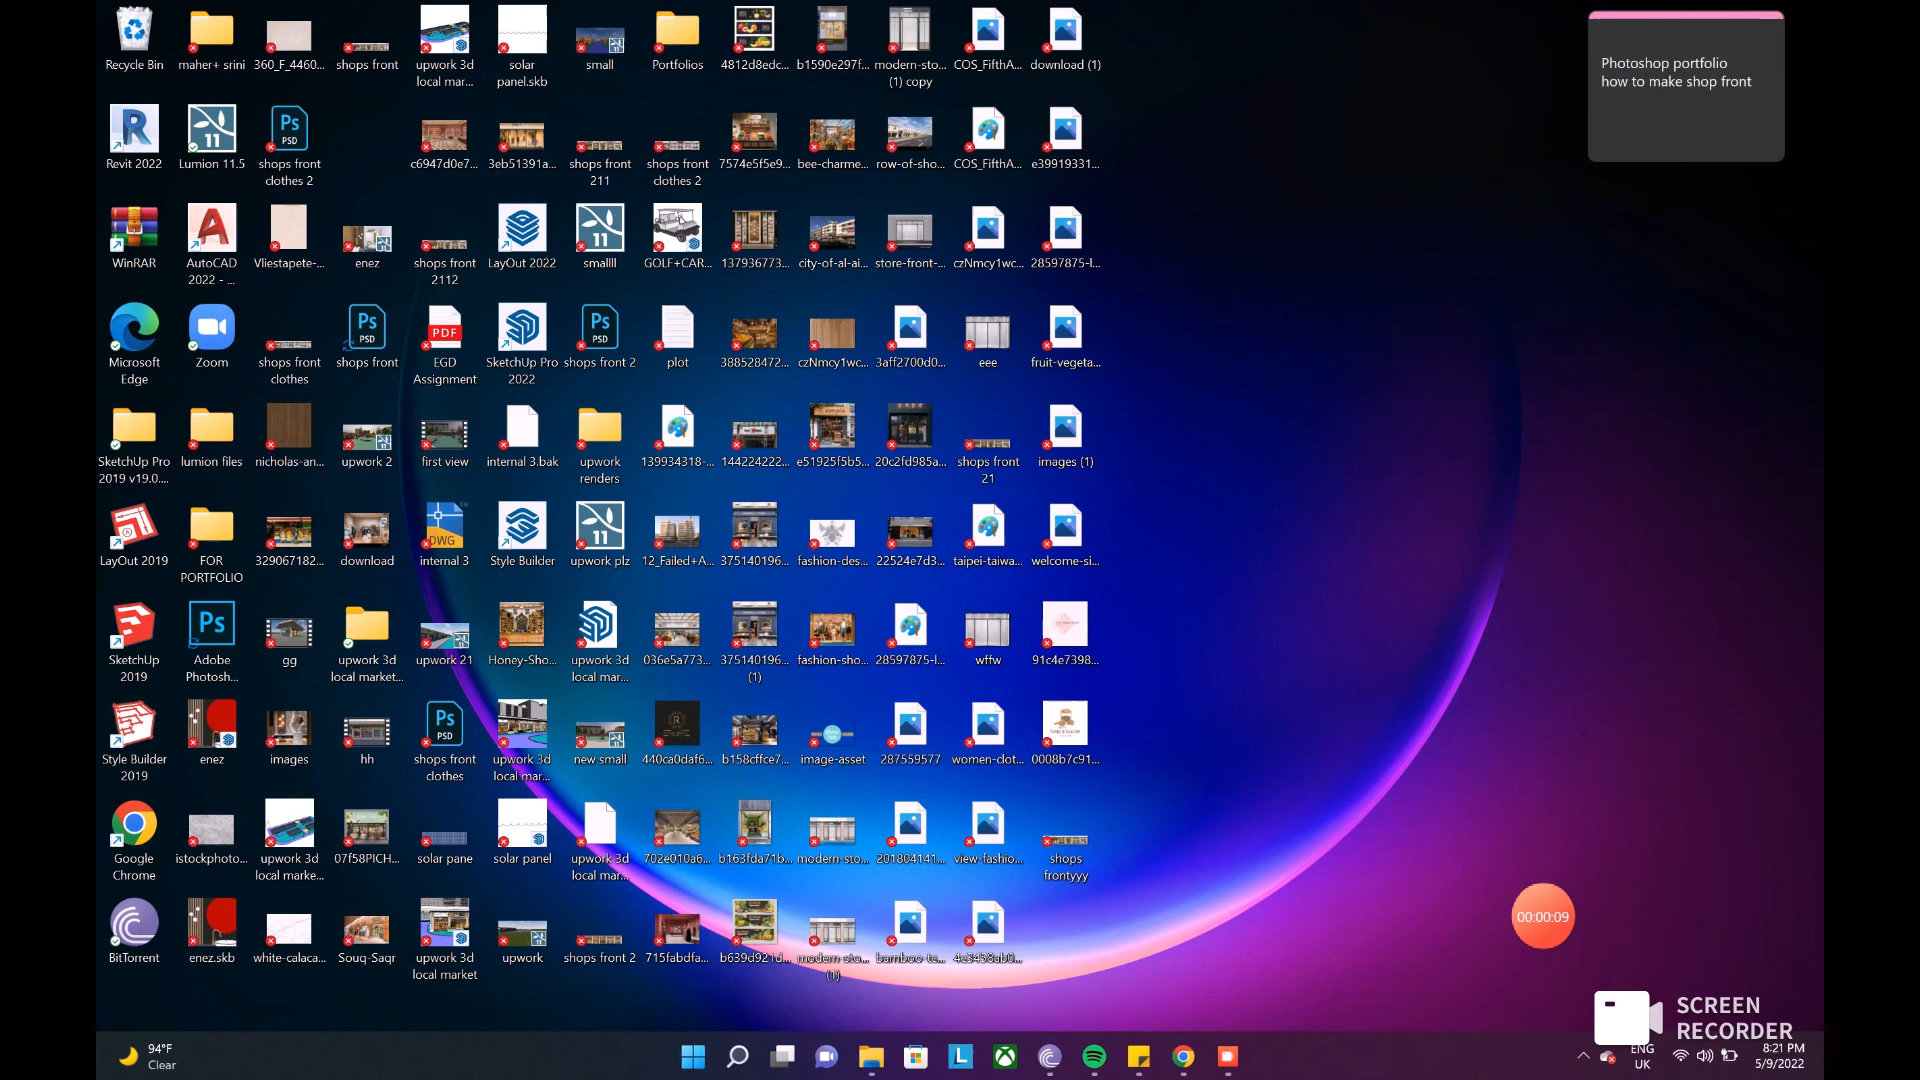 Recycle Bin
maher+ srini
360_F_4460...
shops front
upwork 3d
local mar...
solar
panel.skb
small
Portfolios
4812d8edc...
b1590e297f...
modern-sto...
(1) copy
COS_FifthA...
download (1)
Photoshop portfolio
how to make shop front
Revit 2022
Lumion 11.5
shops front
clothes 2
c6947d0e7...
3eb51391a...
shops front
211
shops front
clothes 2
7574e5f5e9...
bee-charme...
row-of-sho...
COS_FifthA...
e39919331...
WinRAR
AutoCAD
2022 - ...
Vliestapete-...
enez
shops front
2112
LayOut 2022
smallll
GOLF+CAR...
137936773...
city-of-al-ai...
store-front-...
czNmcy1wc...
28597875-l...
Microsoft
Edge
Zoom
shops front
clothes
shops front
EGD
Assignment
SketchUp Pro
2022
shops front 2
plot
388528472...
czNmcy1wc...
3aff2700d0...
eee
fruit-vegeta...
SketchUp Pro
2019 v19.0....
lumion files
nicholas-an...
upwork 2
first view
internal 3.bak
upwork
renders
139934318-...
144224222...
e51925f5b5...
20c2fd985a...
shops front
21
images (1)
LayOut 2019
FOR
PORTFOLIO
329067182...
download
internal 3
Style Builder
upwork plz
12_Failed+A...
375140196...
fashion-des...
22524e7d3...
taipei-taiwa...
welcome-si...
SketchUp
2019
Adobe
Photosh...
gg
upwork 3d
local market...
upwork 21
Honey-Sho...
upwork 3d
local mar...
036e5a773...
375140196...
(1)
fashion-sho...
28597875-l...
wffw
91c4e7398...
Style Builder
2019
enez
images
hh
shops front
clothes
upwork 3d
local mar...
new small
440ca0daf6...
b158cffce7...
image-asset
287559577
women-clot...
0008b7c91...
Google
Chrome
istockphoto...
upwork 3d
local marke...
07f58PICH...
solar pane
solar panel
upwork 3d
local mar...
702e010a6...
b163fda71b...
modern-sto...
201804141...
view-fashio...
shops
frontyyy
BitTorrent
enez.skb
white-calaca...
Souq-Saqr
upwork 3d
local market
upwork
shops front 2
715fabdfa...
b639d921d...
modern-sto...
(1)
bamboo-te...
4c3458ab0...
00:00:09
SCREEN
RECORDER
94°F
Clear
ENG
UK
8:21 PM
5/9/2022